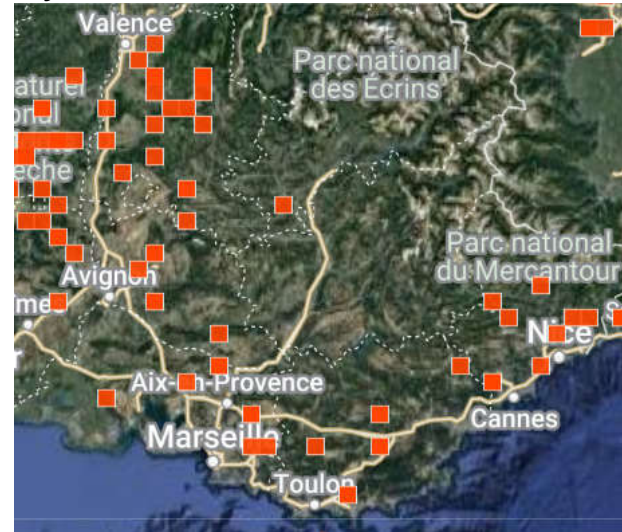 Valence
Parc national
des Écrins
Parc national
du Mercantour
Avignon
Nice
Aix-en-Provence
Cannes
Marseille
Toulon